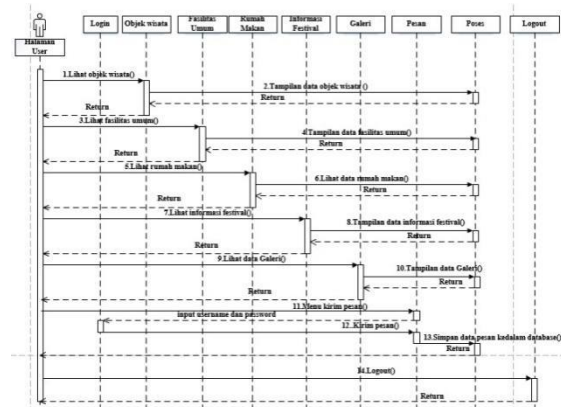 Login
Objek wisata
Fasilitas
Umum
Rumah
Makan
Informasi
Festival
Galeri
Pesan
Poses
Logout
Halaman
User
1.Lihat objek wisata()
2.Tampilan data objek wisata ()
Return
Return
3.Lihat fasilitas umum()
4.Tampilan data fasilitas umum()
Return
Return
5.Lihat rumah makan()
6.Lihat data rumah makan()
Return
Return
7.Lihat informasi festival()
8.Tampilan data informasi festival()
Return
Return
9.Lihat data Galeri()
10.Tampilan data Galeri()
Return
Return
11.Menu kirim pesan()
input username dan password
12. Kirim pesan()
13.Simpan data pesan kedalam database()
Return
14.Logout()
Return